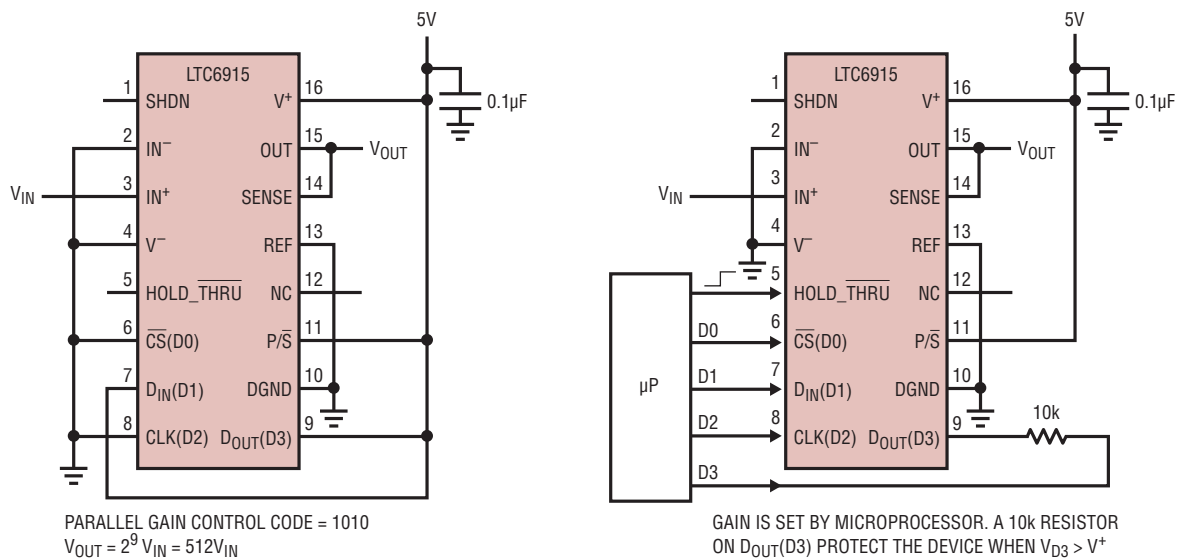 5V
LTC6915
0.1µF
1 SHDN
V+ 16
2 IN−
OUT 15
VOUT
VIN
3 IN+
SENSE 14
4 V−
REF 13
5 HOLD_THRU
NC 12
6 CS(D0)
P/S 11
7 DIN(D1)
DGND 10
8 CLK(D2)
DOUT(D3) 9
PARALLEL GAIN CONTROL CODE = 1010
VOUT = 2⁹ VIN = 512VIN
5V
LTC6915
0.1µF
1 SHDN
V+ 16
2 IN−
OUT 15
VOUT
VIN
3 IN+
SENSE 14
4 V−
REF 13
5 HOLD_THRU
NC 12
D0
6 CS(D0)
P/S 11
µP
D1
7 DIN(D1)
DGND 10
D2
8 CLK(D2)
DOUT(D3) 9
10k
D3
GAIN IS SET BY MICROPROCESSOR. A 10k RESISTOR
ON DOUT(D3) PROTECT THE DEVICE WHEN VD3 > V+